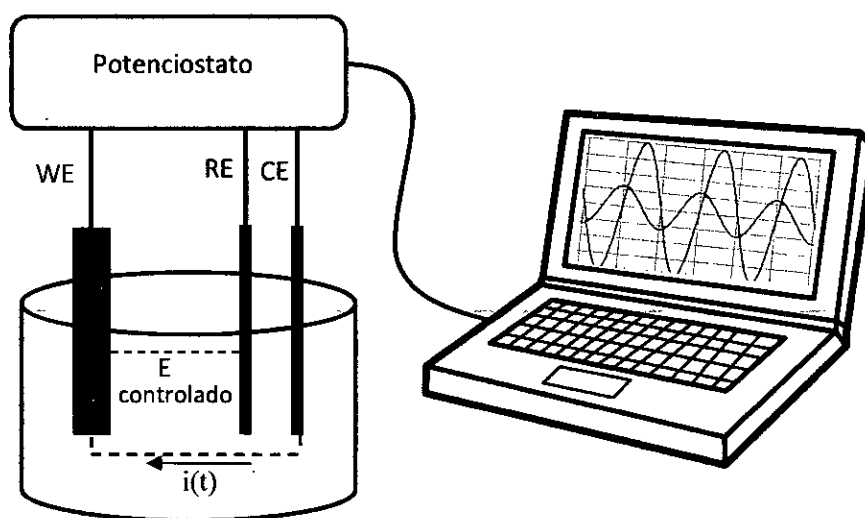 Potenciostato
WE
RE
CE
E
controlado
i(t)